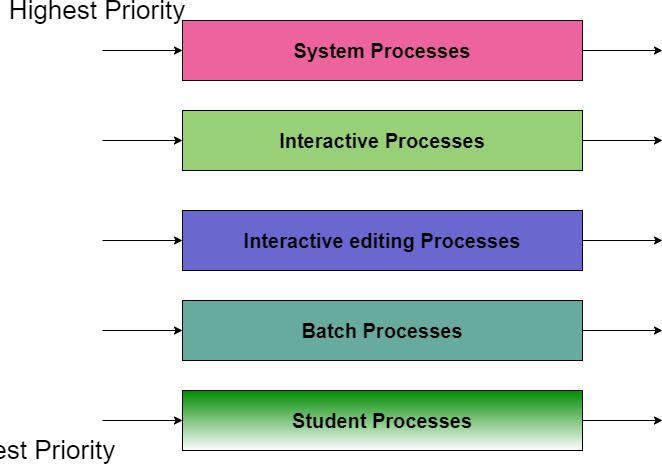 Highest Priority
System Processes
Interactive Processes
Interactive editing Processes
Batch Processes
Student Processes
est Priority